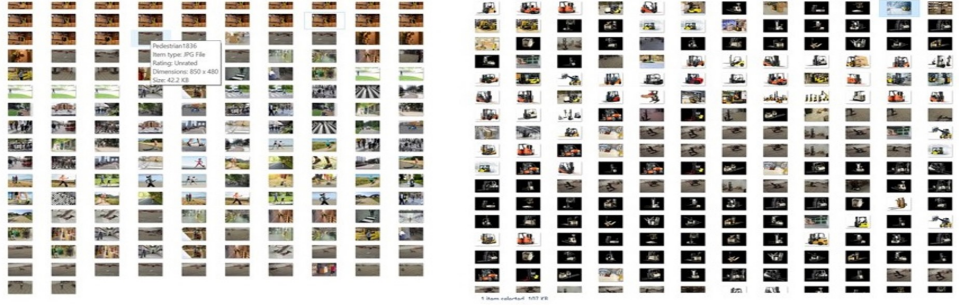 Pedestrian1836
Item type: JPG File
Rating: Unrated
Dimensions: 850 x 480
Size: 42.2 KB
1 item selected 107 KB